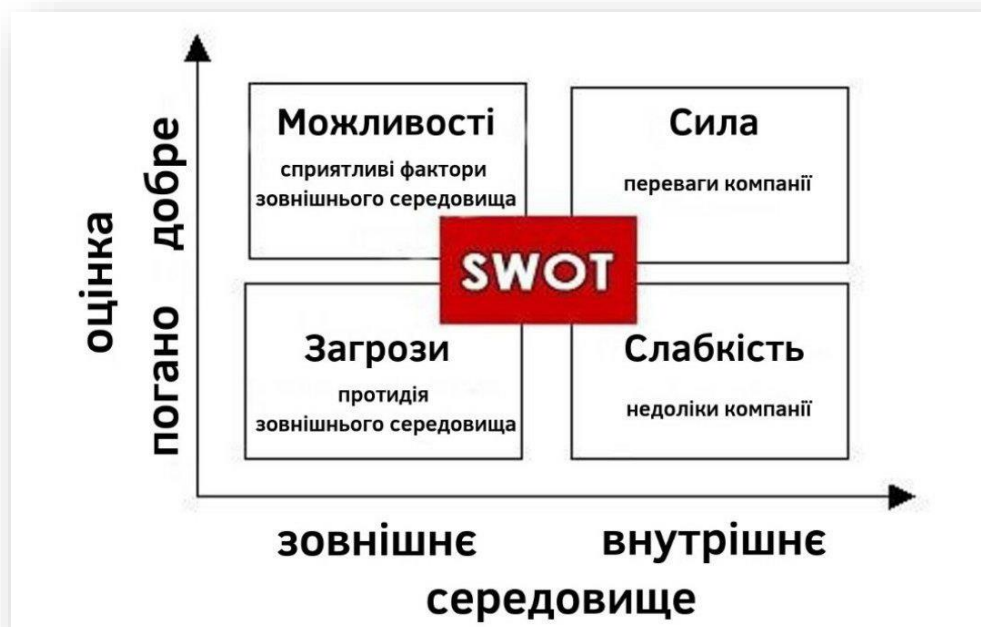 оцінка
погано добре
Можливості
сприятливі фактори
зовнішнього середовища
Сила
переваги компанії
SWOT
Загрози
протидія
зовнішнього середовища
Слабкість
недоліки компанії
зовнішнє внутрішнє
середовище